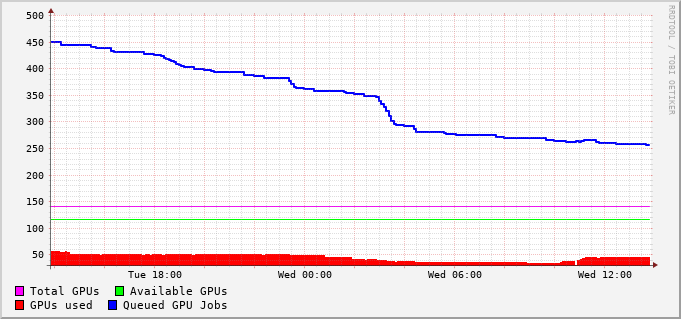 500
450
400
350
300
250
200
150
100
50
Tue 18:00 Wed 00:00 Wed 06:00 Wed 12:00
Total GPUs Available GPUs
GPUs used Queued GPU Jobs
RRDTOOL / TOBI OETIKER